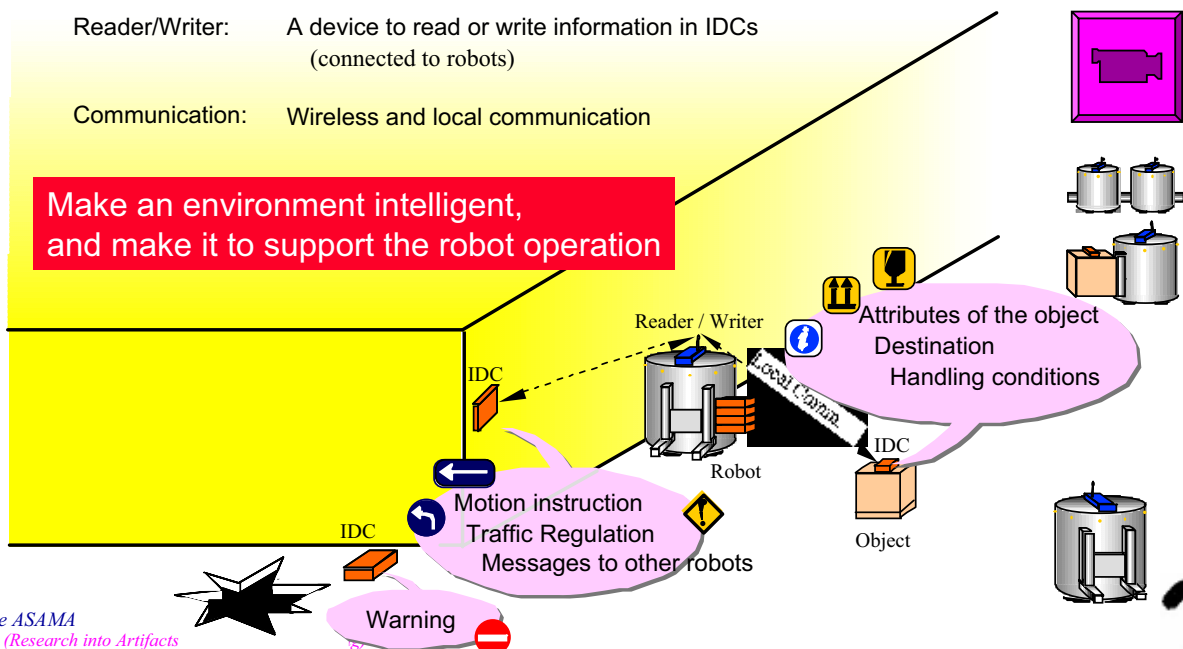 Reader/Writer: A device to read or write information in IDCs
(connected to robots)
Communication: Wireless and local communication
Make an environment intelligent,
and make it to support the robot operation
Reader / Writer
Attributes of the object
Destination
Handling conditions
IDC
Local Comm.
IDC
Robot
Motion instruction
Traffic Regulation
Messages to other robots
IDC
Object
Warning
ASAMA
(Research into Artifacts